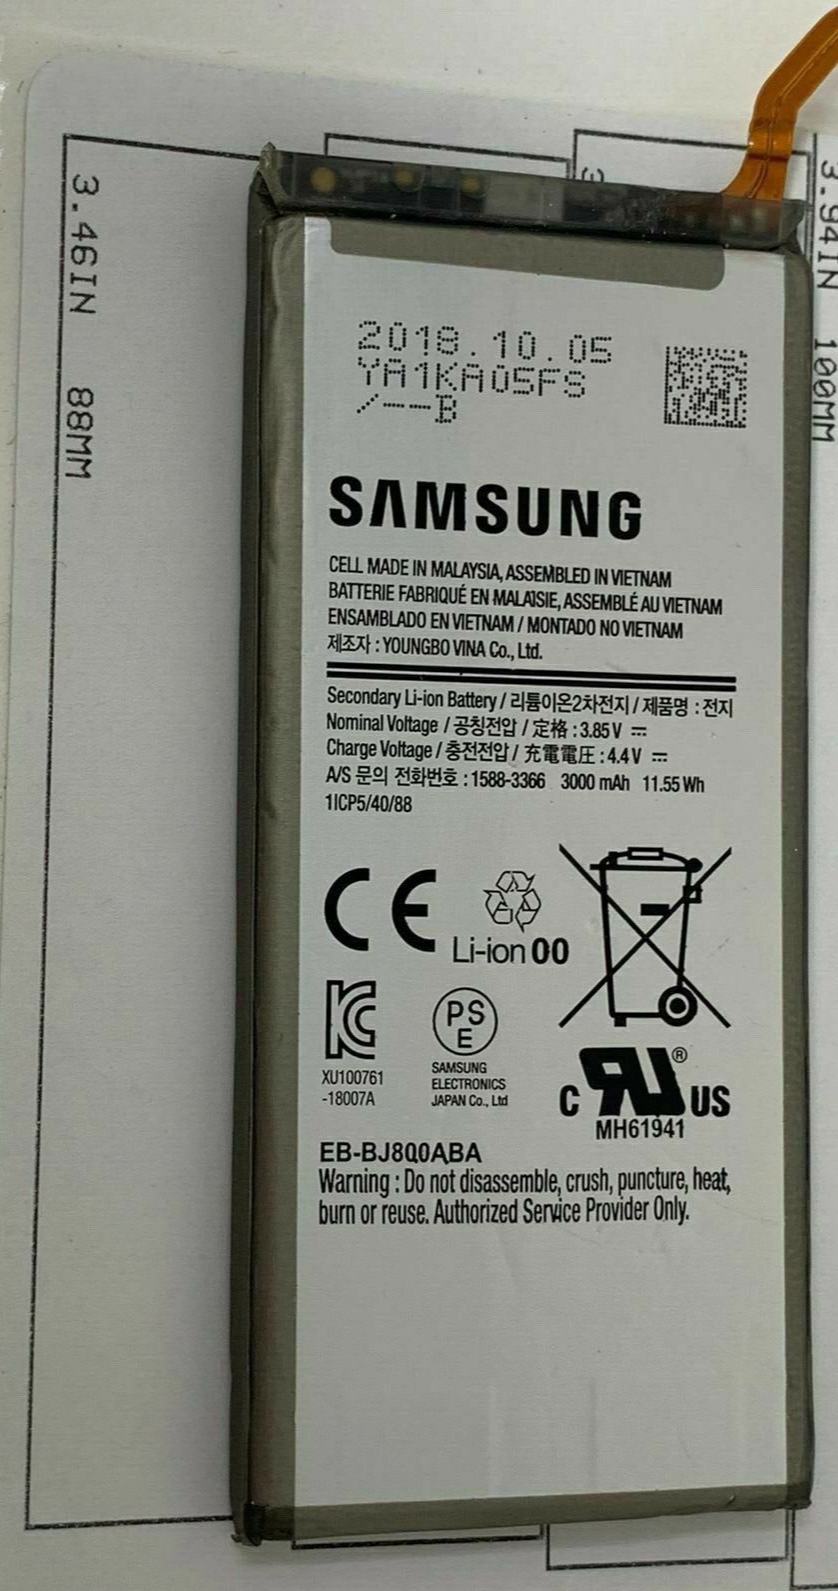 3.46IN 88MM
3
3.94IN 100MM
2018.10.05
YA1KA05FS
/--B
SAMSUNG
CELL MADE IN MALAYSIA, ASSEMBLED IN VIETNAM
BATTERIE FABRIQUÉ EN MALAISIE, ASSEMBLÉ AU VIETNAM
ENSAMBLADO EN VIETNAM / MONTADO NO VIETNAM
제조자 : YOUNGBO VINA Co., Ltd.
Secondary Li-ion Battery / 리튬이온2차전지 / 제품명 : 전지
Nominal Voltage / 공칭전압 / 定格 : 3.85 V ⎓
Charge Voltage / 충전전압 / 充電電圧 : 4.4 V ⎓
A/S 문의 전화번호 : 1588-3366 3000 mAh 11.55 Wh
1ICP5/40/88
CE
Li-ion 00
KC
PS
E
XU100761
-18007A
SAMSUNG
ELECTRONICS
JAPAN Co., Ltd
C RU® US
MH61941
EB-BJ800ABA
Warning : Do not disassemble, crush, puncture, heat,
burn or reuse. Authorized Service Provider Only.